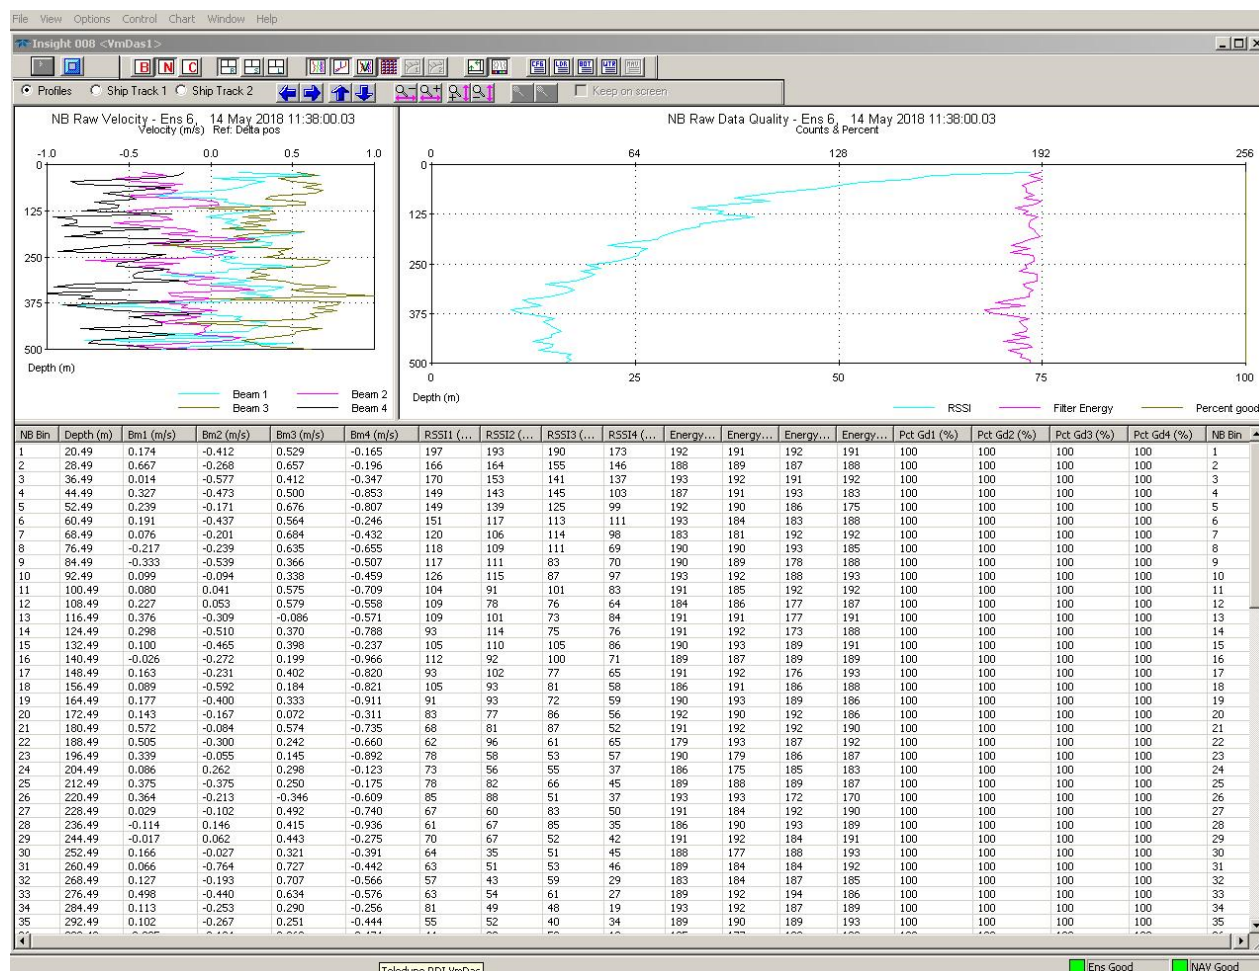 File View Options Control Chart Window Help
Insight 008 <VmDas1>
B N C
Profiles Ship Track 1 Ship Track 2 Keep on screen
NB Raw Velocity - Ens 6, 14 May 2018 11:38:00.03
Velocity (m/s) Ref: Delta pos
-1.0 -0.5 0.0 0.5 1.0
0
125
250
375
500
Depth (m)
Beam 1 Beam 2
Beam 3 Beam 4
NB Raw Data Quality - Ens 6, 14 May 2018 11:38:00.03
Counts & Percent
0 64 128 192 256
0
125
250
375
500
0 25 50 75 100
Depth (m)
RSSI Filter Energy Percent good
NB Bin Depth (m) Bm1 (m/s) Bm2 (m/s) Bm3 (m/s) Bm4 (m/s) RSSI1 (... RSSI2 (... RSSI3 (... RSSI4 (... Energy... Energy... Energy... Energy... Pct Gd1 (%) Pct Gd2 (%) Pct Gd3 (%) Pct Gd4 (%) NB Bin
1 20.49 0.174 -0.412 0.529 -0.165 197 193 190 173 192 191 192 191 100 100 100 100 1
2 28.49 0.667 -0.268 0.657 -0.196 166 164 155 146 188 189 187 188 100 100 100 100 2
3 36.49 0.014 -0.577 0.412 -0.347 170 153 141 137 193 192 191 192 100 100 100 100 3
4 44.49 0.327 -0.473 0.500 -0.853 149 143 145 103 187 191 193 183 100 100 100 100 4
5 52.49 0.239 -0.171 0.676 -0.807 149 139 125 99 192 190 186 175 100 100 100 100 5
6 60.49 0.191 -0.437 0.564 -0.246 151 117 113 111 193 184 183 188 100 100 100 100 6
7 68.49 0.076 -0.201 0.684 -0.432 120 106 114 98 183 181 192 192 100 100 100 100 7
8 76.49 -0.217 -0.239 0.635 -0.655 118 109 111 69 190 190 193 185 100 100 100 100 8
9 84.49 -0.333 -0.539 0.366 -0.507 117 111 83 70 190 189 178 188 100 100 100 100 9
10 92.49 0.099 -0.094 0.338 -0.459 126 115 87 97 193 192 188 193 100 100 100 100 10
11 100.49 0.080 0.041 0.575 -0.709 104 91 101 83 191 185 192 192 100 100 100 100 11
12 108.49 0.227 0.053 0.579 -0.558 109 78 76 64 184 186 177 187 100 100 100 100 12
13 116.49 0.376 -0.309 -0.086 -0.571 109 101 73 84 191 191 177 191 100 100 100 100 13
14 124.49 0.298 -0.510 0.370 -0.788 93 114 75 76 191 192 173 188 100 100 100 100 14
15 132.49 0.100 -0.465 0.398 -0.237 105 110 105 86 190 193 189 191 100 100 100 100 15
16 140.49 -0.026 -0.272 0.199 -0.966 112 92 100 71 189 187 189 189 100 100 100 100 16
17 148.49 0.163 -0.231 0.402 -0.820 93 102 77 65 191 192 176 193 100 100 100 100 17
18 156.49 0.089 -0.592 0.184 -0.821 105 93 81 58 186 191 186 188 100 100 100 100 18
19 164.49 0.177 -0.400 0.333 -0.911 91 93 72 59 190 193 189 186 100 100 100 100 19
20 172.49 0.143 -0.167 0.072 -0.311 83 77 86 56 192 190 192 186 100 100 100 100 20
21 180.49 0.572 -0.084 0.574 -0.735 68 81 87 52 191 192 192 190 100 100 100 100 21
22 188.49 0.505 -0.300 0.242 -0.660 62 96 61 65 179 193 187 192 100 100 100 100 22
23 196.49 0.339 -0.055 0.145 -0.892 78 58 53 57 190 179 186 187 100 100 100 100 23
24 204.49 0.086 0.262 0.298 -0.123 73 56 55 37 186 175 185 183 100 100 100 100 24
25 212.49 0.375 -0.375 0.250 -0.175 78 82 66 45 189 188 189 187 100 100 100 100 25
26 220.49 0.364 -0.213 -0.346 -0.609 85 88 51 37 193 193 172 170 100 100 100 100 26
27 228.49 0.029 -0.102 0.492 -0.740 67 60 83 50 191 184 192 190 100 100 100 100 27
28 236.49 -0.114 0.146 0.415 -0.936 61 67 85 35 186 190 193 189 100 100 100 100 28
29 244.49 -0.017 0.062 0.443 -0.275 70 67 52 42 191 192 184 191 100 100 100 100 29
30 252.49 0.166 -0.027 0.321 -0.391 64 35 51 45 188 177 188 193 100 100 100 100 30
31 260.49 0.066 -0.764 0.727 -0.442 63 51 53 46 189 184 184 192 100 100 100 100 31
32 268.49 0.127 -0.193 0.707 -0.566 57 43 59 29 183 184 187 185 100 100 100 100 32
33 276.49 0.498 -0.440 0.634 -0.576 63 54 61 27 189 192 194 186 100 100 100 100 33
34 284.49 0.113 -0.253 0.290 -0.256 81 49 48 19 193 192 187 189 100 100 100 100 34
35 292.49 0.102 -0.267 0.251 -0.444 55 52 40 34 189 190 189 193 100 100 100 100 35
Teledyne RDI VmDas
Ens Good NAV Good